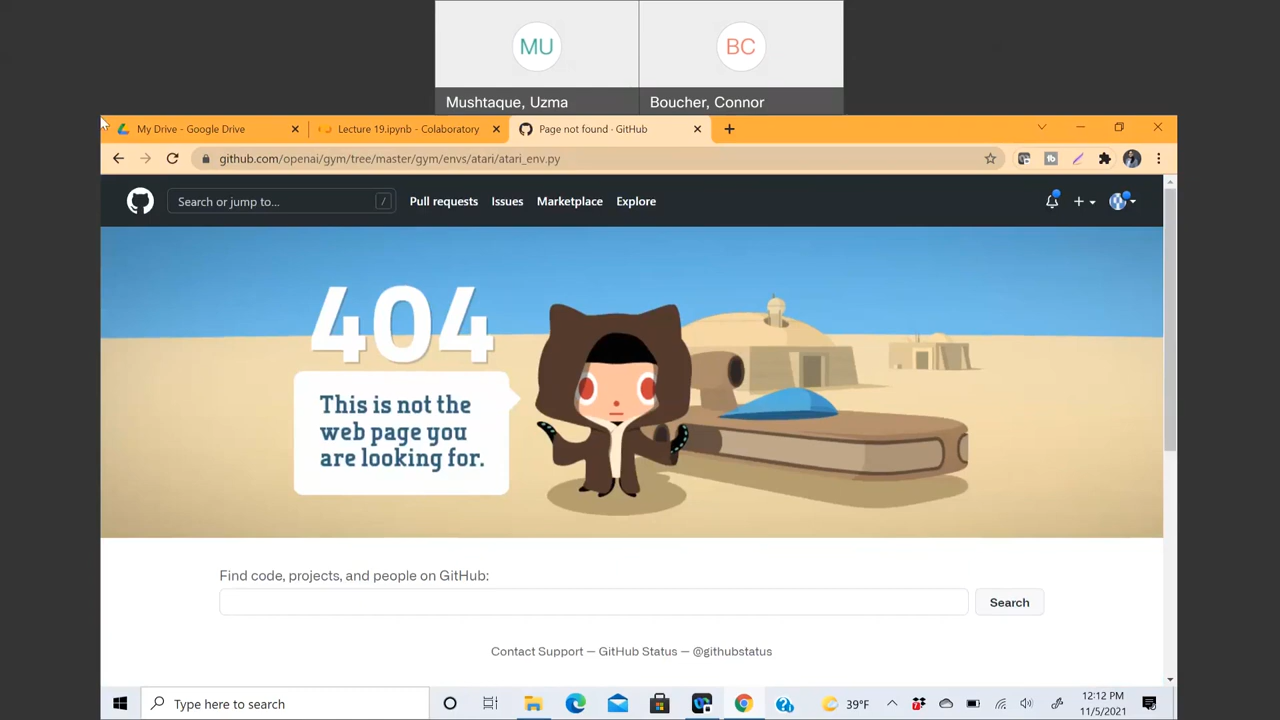 MU
BC
Mushtaque, Uzma
Boucher, Connor
My Drive - Google Drive
Lecture 19.ipynb - Colaboratory
Page not found · GitHub
github.com/openai/gym/tree/master/gym/envs/atari/atari_env.py
Search or jump to...
/
Pull requests
Issues
Marketplace
Explore
404
This is not the
web page you
are looking for.
Find code, projects, and people on GitHub:
Search
Contact Support — GitHub Status — @githubstatus
Type here to search
39°F
12:12 PM
11/5/2021